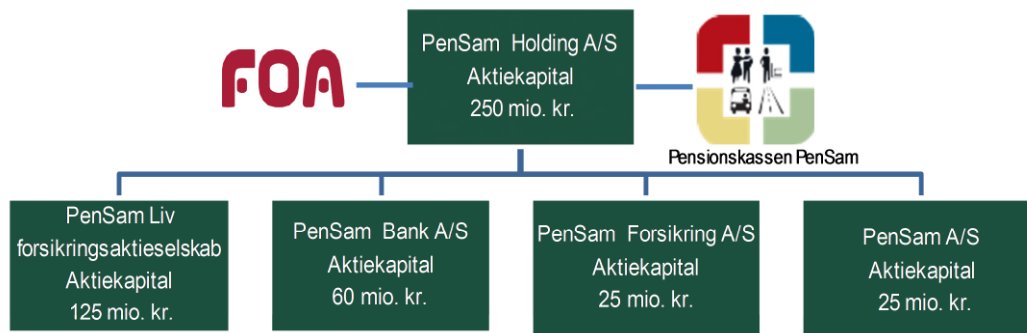 FOA
PenSam Holding A/S
Aktiekapital
250 mio. kr.
Pensionskassen PenSam
PenSam Liv
forsikringsaktieselskab
Aktiekapital
125 mio. kr.
PenSam Bank A/S
Aktiekapital
60 mio. kr.
PenSam Forsikring A/S
Aktiekapital
25 mio. kr.
PenSam A/S
Aktiekapital
25 mio. kr.